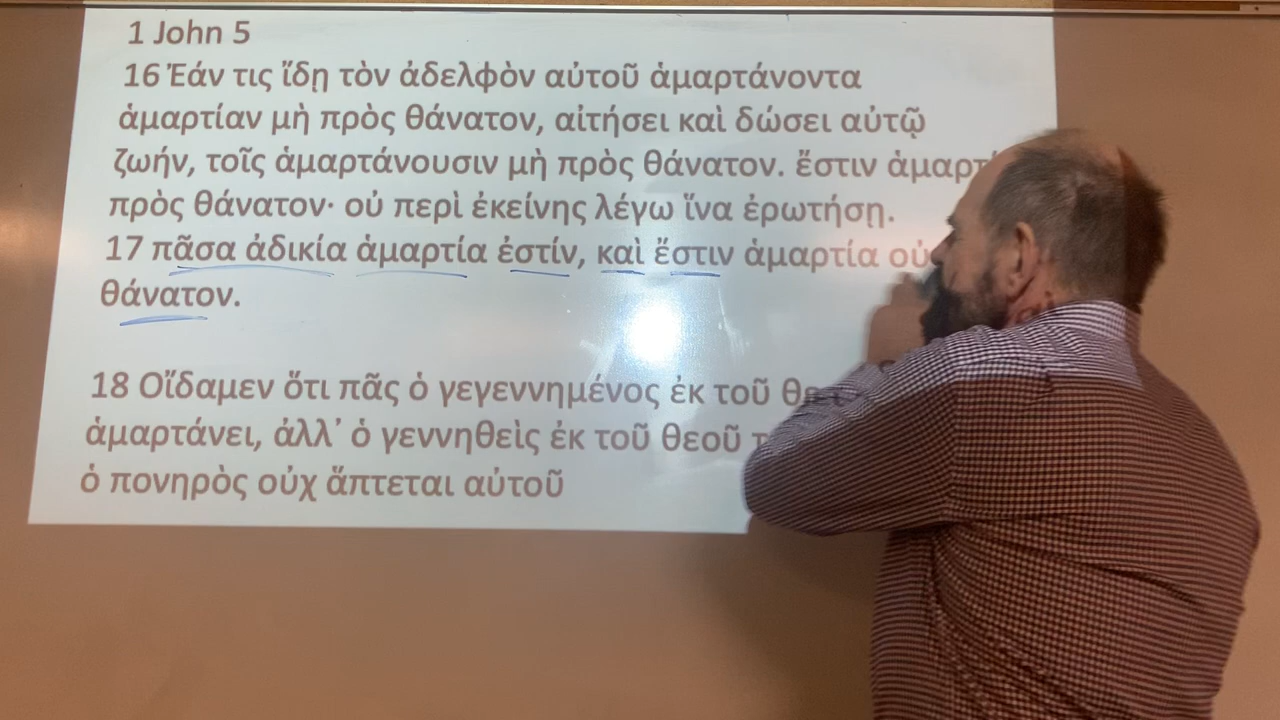 1 John 5
16 Ἐάν τις ἴδῃ τὸν ἀδελφὸν αὐτοῦ ἁμαρτάνοντα
ἁμαρτίαν μὴ πρὸς θάνατον, αἰτήσει καὶ δώσει αὐτῷ
ζωήν, τοῖς ἁμαρτάνουσιν μὴ πρὸς θάνατον. ἔστιν
πρὸς θάνατον· οὐ περὶ ἐκείνης λέγω ἵνα ἐρωτήσῃ.
17 πᾶσα ἀδικία ἁμαρτία ἐστίν, καὶ ἔστιν ἁμαρτία
θάνατον.
18 Οἴδαμεν ὅτι πᾶς ὁ γεγεννημένος ἐκ τοῦ
ἁμαρτάνει, ἀλλ᾽ ὁ γεννηθεὶς ἐκ τοῦ θεοῦ
ὁ πονηρὸς οὐχ ἅπτεται αὐτοῦ